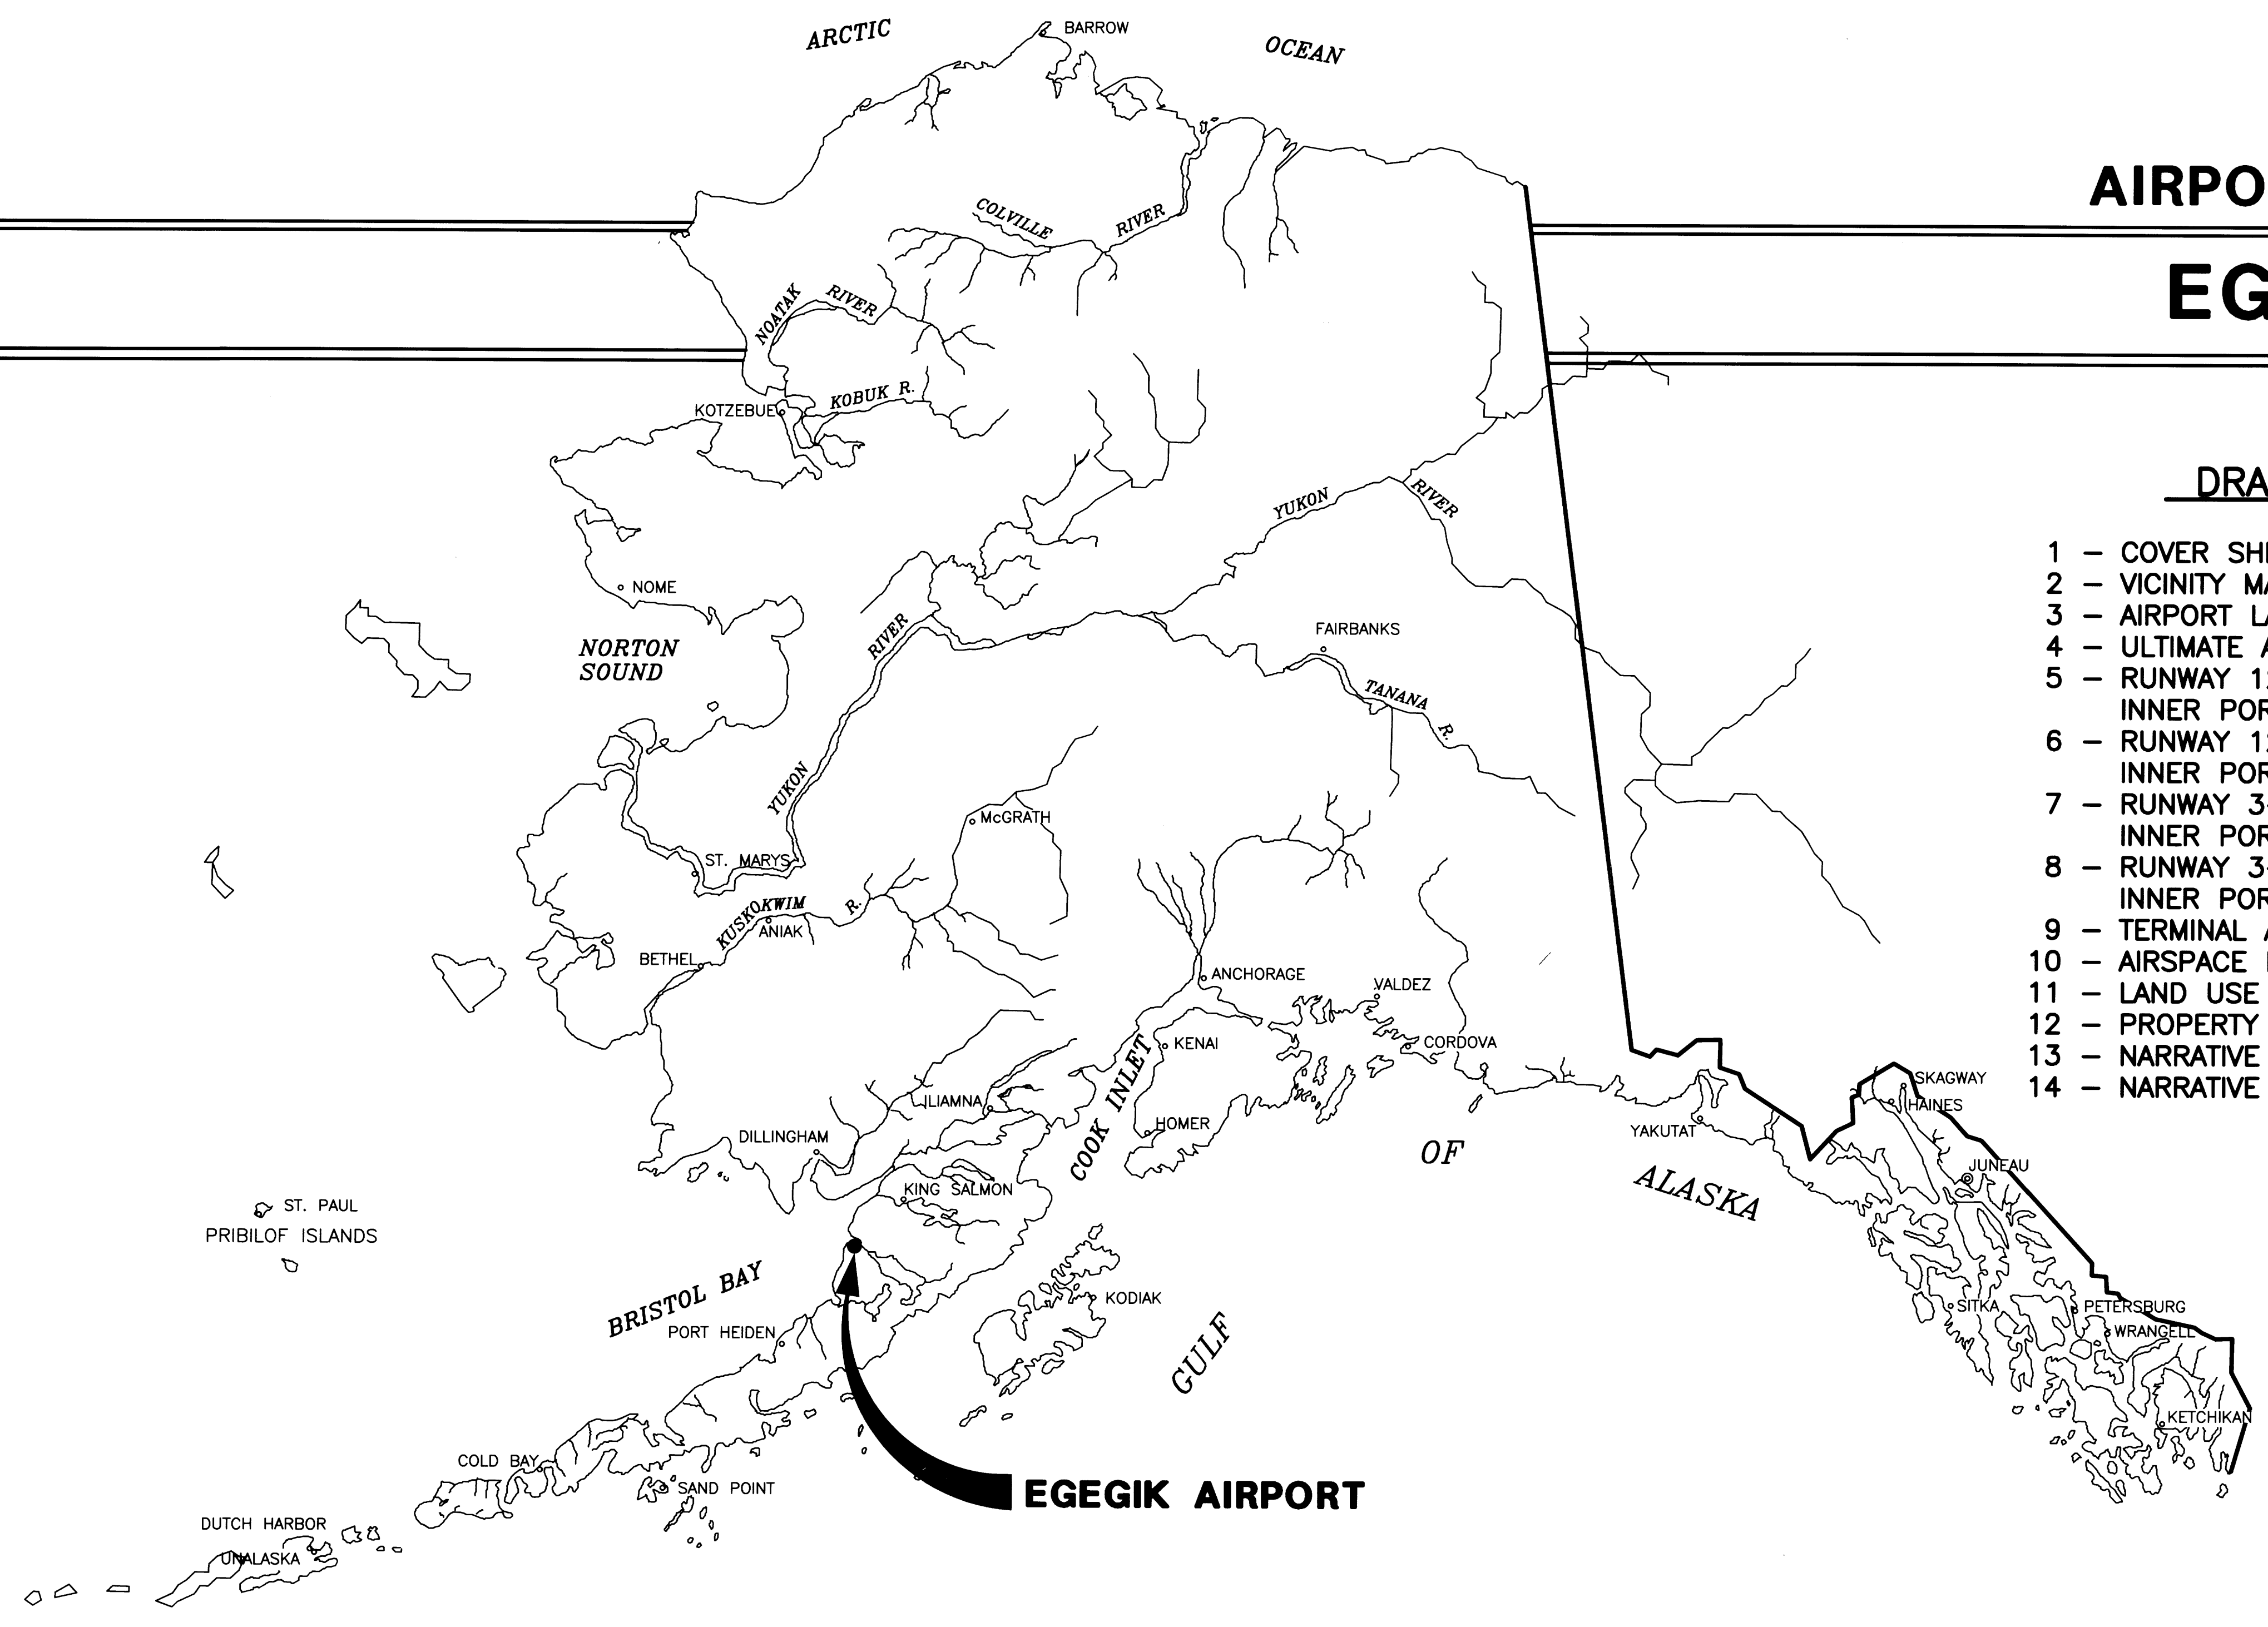 ARCTIC
OCEAN
BARROW
AIRPO
EG
COLVILLE RIVER
NOATAK RIVER
KOBUK R.
KOTZEBUE
YUKON RIVER
NOME
NORTON
SOUND
FAIRBANKS
TANANA R.
YUKON RIVER
McGRATH
ST. MARYS
KUSKOKWIM R.
ANIAK
BETHEL
ANCHORAGE
VALDEZ
KENAI
CORDOVA
COOK INLET
ILIAMNA
HOMER
DILLINGHAM
KING SALMON
SKAGWAY
HAINES
YAKUTAT
JUNEAU
GULF
OF
ALASKA
ST. PAUL
PRIBILOF ISLANDS
BRISTOL BAY
PORT HEIDEN
KODIAK
SITKA
PETERSBURG
WRANGELL
KETCHIKAN
COLD BAY
SAND POINT
DUTCH HARBOR
UNALASKA
EGEGIK AIRPORT
DRA
1 – COVER SH
2 – VICINITY MA
3 – AIRPORT LA
4 – ULTIMATE A
5 – RUNWAY 1
INNER POR
6 – RUNWAY 1
INNER POR
7 – RUNWAY 3-
INNER POR
8 – RUNWAY 3-
INNER POR
9 – TERMINAL A
10 – AIRSPACE
11 – LAND USE
12 – PROPERTY
13 – NARRATIVE
14 – NARRATIVE